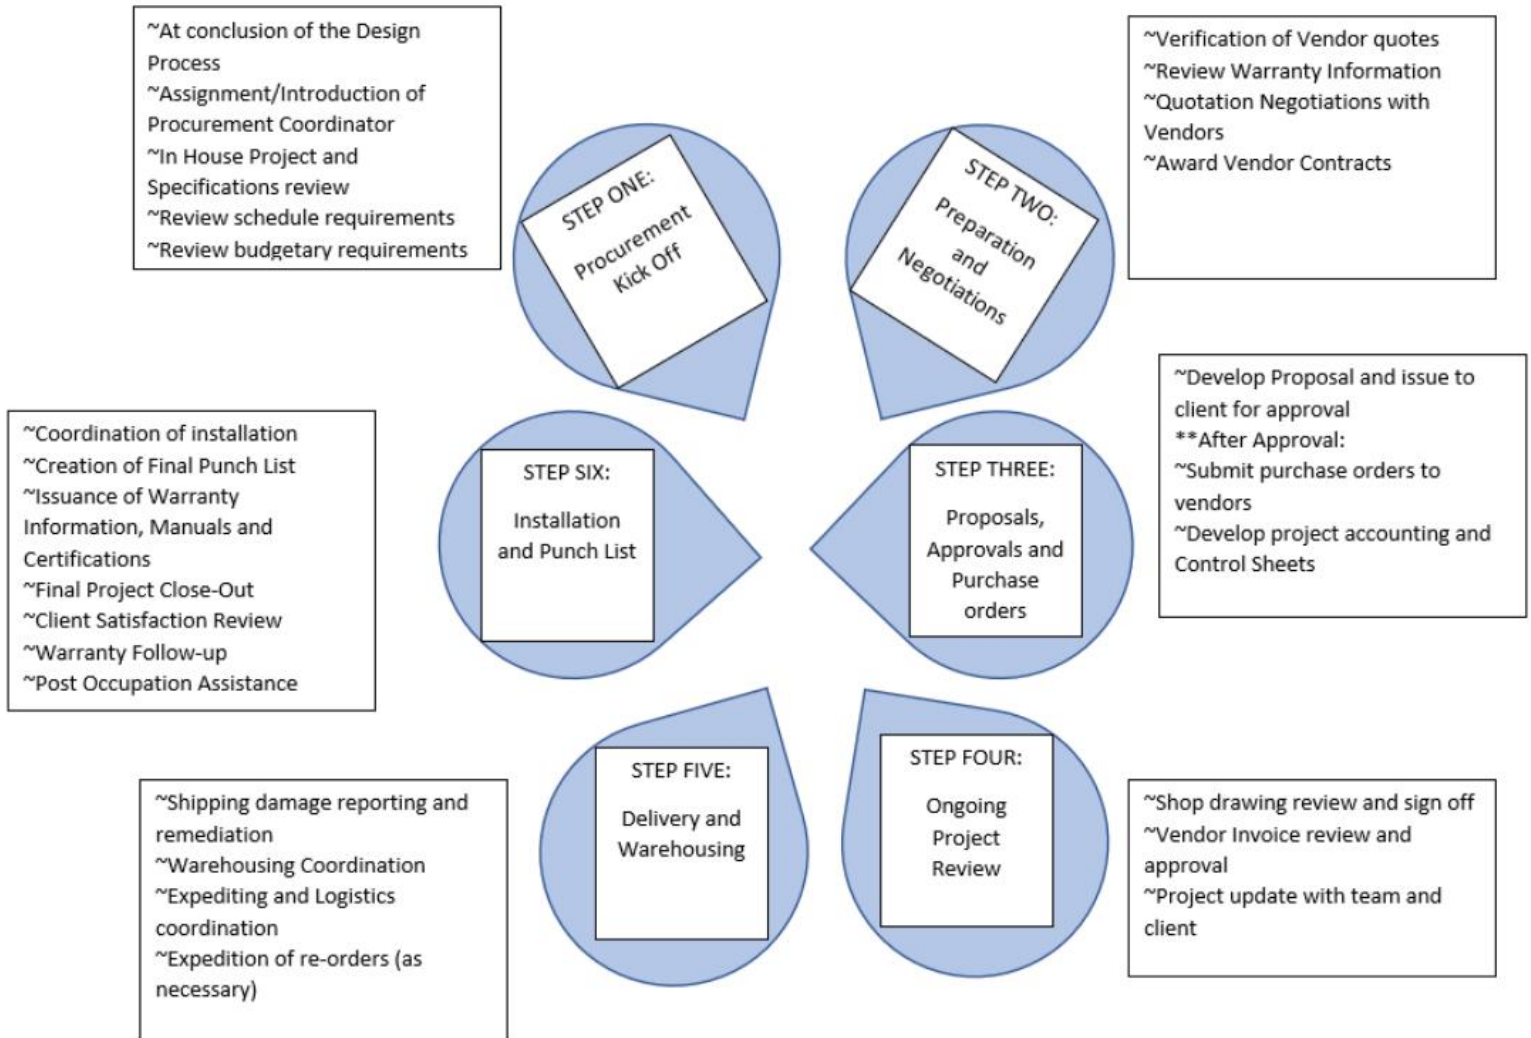 ~At conclusion of the Design
Process
~Assignment/Introduction of
Procurement Coordinator
~In House Project and
Specifications review
~Review schedule requirements
~Review budgetary requirements
STEP ONE:
Procurement
Kick Off
STEP TWO:
Preparation
and
Negotiations
~Verification of Vendor quotes
~Review Warranty Information
~Quotation Negotiations with
Vendors
~Award Vendor Contracts
STEP THREE:
Proposals,
Approvals and
Purchase
orders
~Develop Proposal and issue to
client for approval
**After Approval:
~Submit purchase orders to
vendors
~Develop project accounting and
Control Sheets
STEP FOUR:
Ongoing
Project
Review
~Shop drawing review and sign off
~Vendor Invoice review and
approval
~Project update with team and
client
STEP FIVE:
Delivery and
Warehousing
~Shipping damage reporting and
remediation
~Warehousing Coordination
~Expediting and Logistics
coordination
~Expedition of re-orders (as
necessary)
STEP SIX:
Installation
and Punch List
~Coordination of installation
~Creation of Final Punch List
~Issuance of Warranty
Information, Manuals and
Certifications
~Final Project Close-Out
~Client Satisfaction Review
~Warranty Follow-up
~Post Occupation Assistance